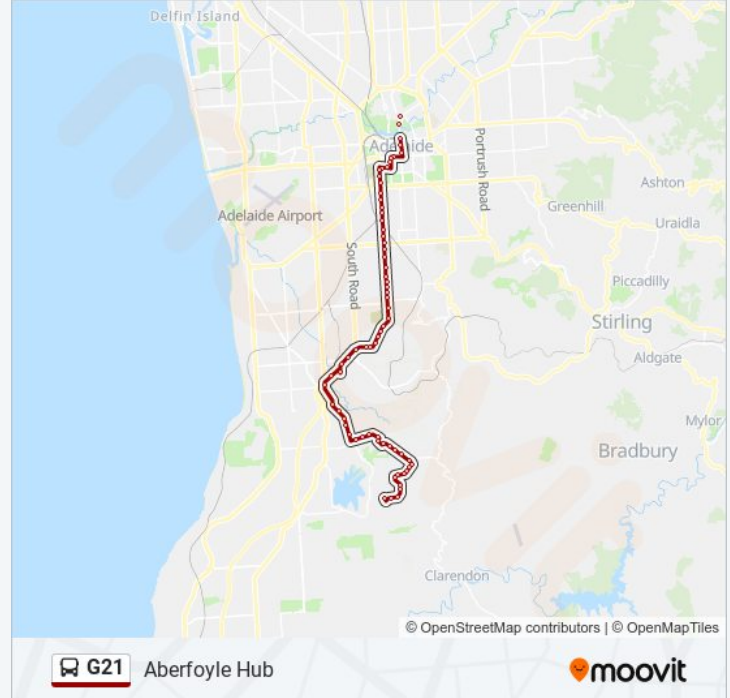 Delfin Island
Adelaide
Portrush Road
Ashton
Greenhill
Adelaide Airport
Uraidla
South Road
Piccadilly
Stirling
Aldgate
Mylor
Bradbury
Clarendon
© OpenStreetMap contributors | © OpenMapTiles
G21 Aberfoyle Hub moovit